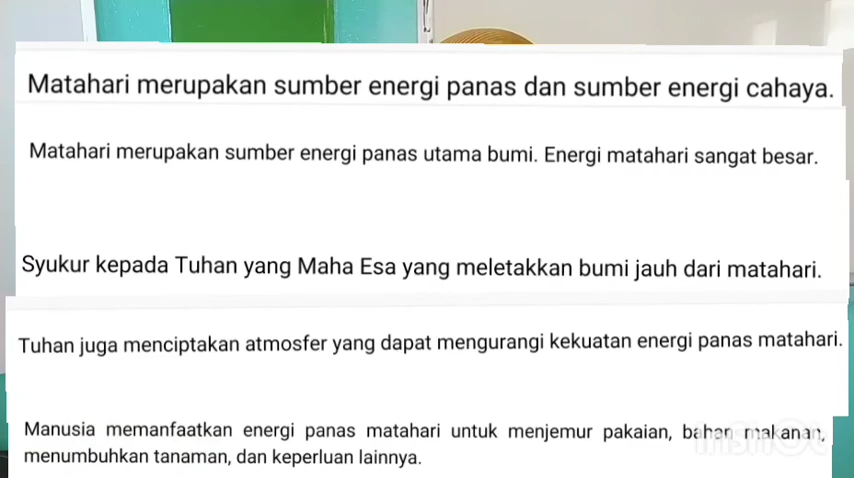 Matahari merupakan sumber energi panas dan sumber energi cahaya.
Matahari merupakan sumber energi panas utama bumi. Energi matahari sangat besar.
Syukur kepada Tuhan yang Maha Esa yang meletakkan bumi jauh dari matahari.
Tuhan juga menciptakan atmosfer yang dapat mengurangi kekuatan energi panas matahari.
Manusia memanfaatkan energi panas matahari untuk menjemur pakaian, bahan makanan,
menumbuhkan tanaman, dan keperluan lainnya.